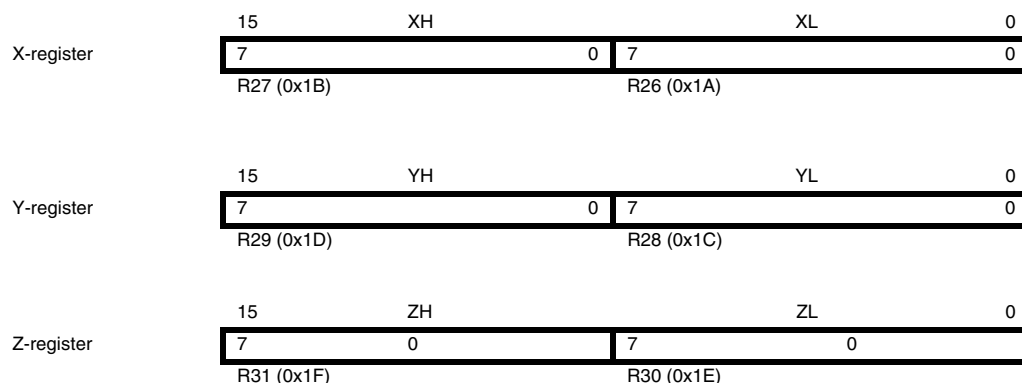 15 XH XL 0
X-register 7 0 7 0
R27 (0x1B) R26 (0x1A)
15 YH YL 0
Y-register 7 0 7 0
R29 (0x1D) R28 (0x1C)
15 ZH ZL 0
Z-register 7 0 7 0
R31 (0x1F) R30 (0x1E)